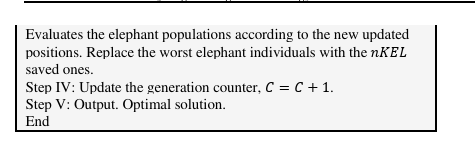 Evaluates the elephant populations according to the new updated
positions. Replace the worst elephant individuals with the nKEL
saved ones.
Step IV: Update the generation counter, C = C + 1.
Step V: Output. Optimal solution.
End